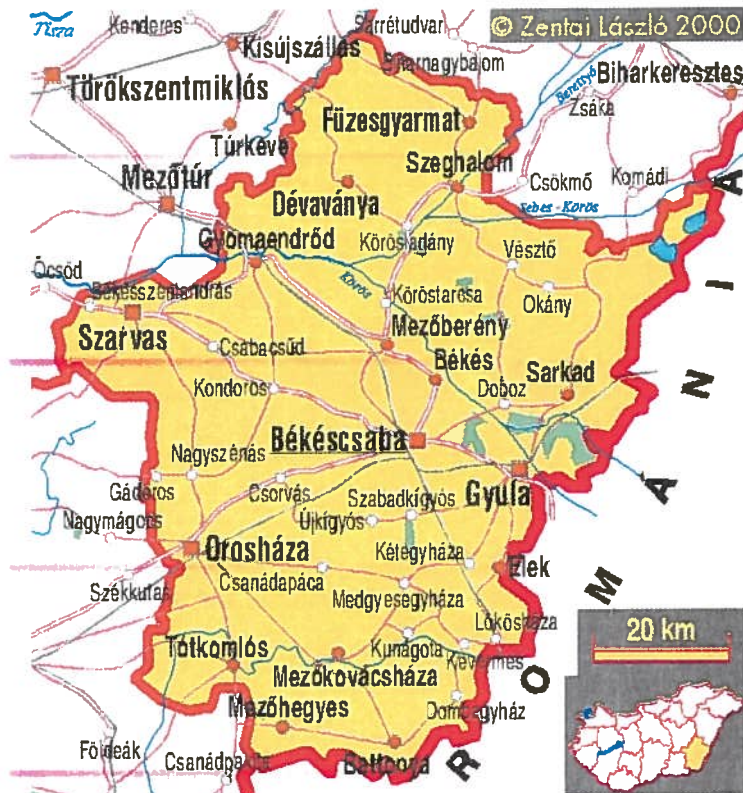 Tisza
Kenderes
Sárrétudvar
© Zentai László 2000
Kisújszállás
Biharnagybajom
Biharkeresztes
Törökszentmiklós
Berettyó
Zsáka
Füzesgyarmat
Túrkeve
Szeghalom
Csökmő
Komádi
Mezőtúr
Dévaványa
Sebes-Körös
Gyomaendrőd
Körösladány
Vésztő
Öcsöd
Körös
Békésszentandrás
Köröstarcsa
Okány
Szarvas
Mezőberény
Csabacsűd
Békés
Sarkad
Kondoros
Doboz
Békéscsaba
Nagyszénás
Gyula
Gádoros
Csorvás
Szabadkígyós
Nagymágocs
Újkígyós
Orosháza
Kétegyháza
Elek
Székkutas
Csanádapáca
Medgyesegyháza
Lőkösháza
Tótkomlós
Kunágota
Kevermes
20 km
Mezőkovácsháza
Mezőhegyes
Dombegyház
Földeák
Csanádpalota
Battonya
ROMÁNIA